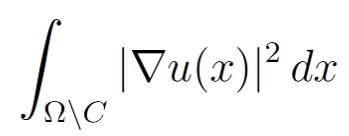 ∫_{Ω\C} |∇u(x)|² dx